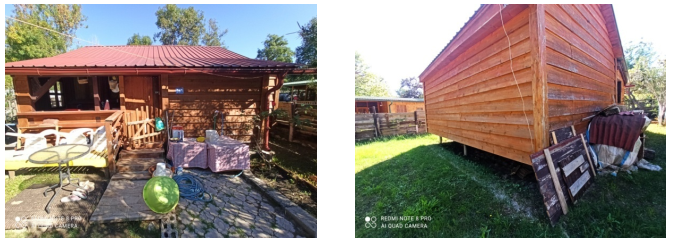 REDMI NOTE 8 PRO
AI QUAD CAMERA
REDMI NOTE 8 PRO
AI QUAD CAMERA